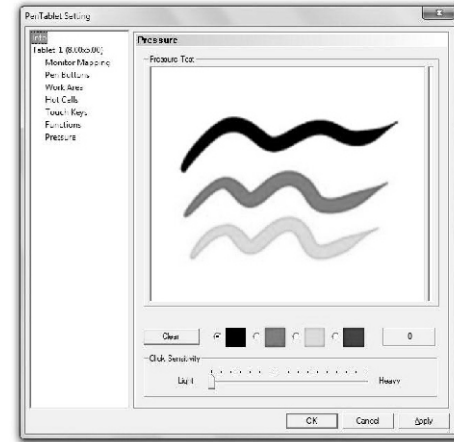 PenTablet Setting
Info
Tablet 1 (8.00x5.00)
Monitor Mapping
Pen Buttons
Work Area
Hot Cells
Touch Keys
Functions
Pressure
Pressure
Pressure Test
Clear
0
Click Sensitivity
Light
Heavy
OK
Cancel
Apply